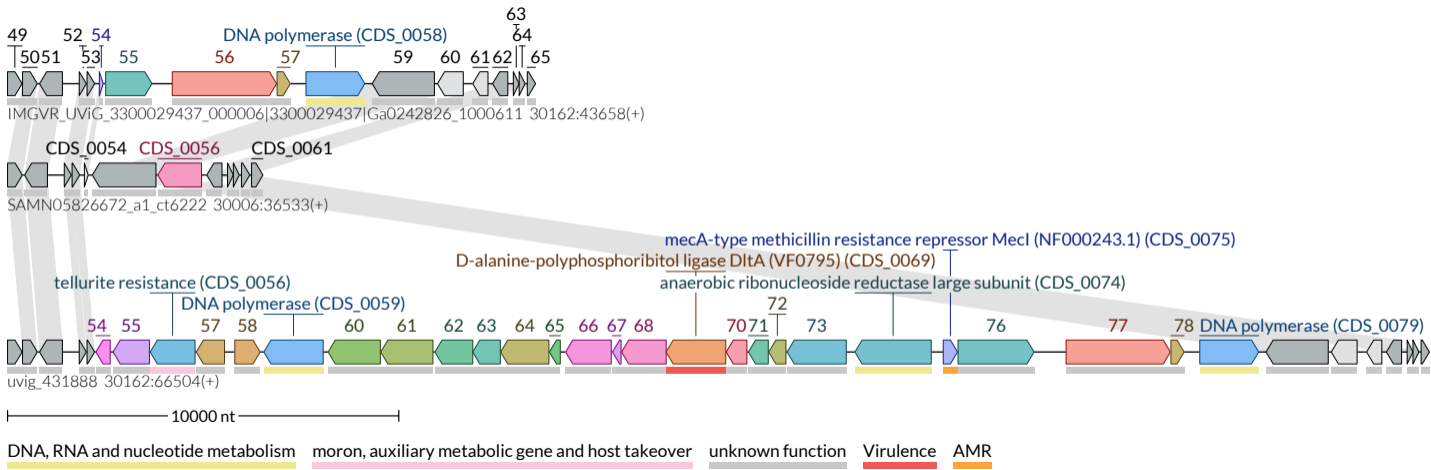 63
49 52 54 DNA polymerase (CDS_0058) 64
50 51 53 55 56 57 59 60 61 62 65
IMGVR_UViG_3300029437_000006|3300029437|Ga0242826_1000611 30162:43658(+)
CDS_0054 CDS_0056 CDS_0061
SAMN05826672_a1_ct6222 30006:36533(+)
mecA-type methicillin resistance repressor MecI (NF000243.1) (CDS_0075)
D-alanine-polyphosphoribitol ligase DltA (VF0795) (CDS_0069)
tellurite resistance (CDS_0056) anaerobic ribonucleoside reductase large subunit (CDS_0074)
DNA polymerase (CDS_0059) 72
54 55 57 58 60 61 62 63 64 65 66 67 68 70 71 73 76 77 78 DNA polymerase (CDS_0079)
uvig_431888 30162:66504(+)
10000 nt
DNA, RNA and nucleotide metabolism moron, auxiliary metabolic gene and host takeover unknown function Virulence AMR